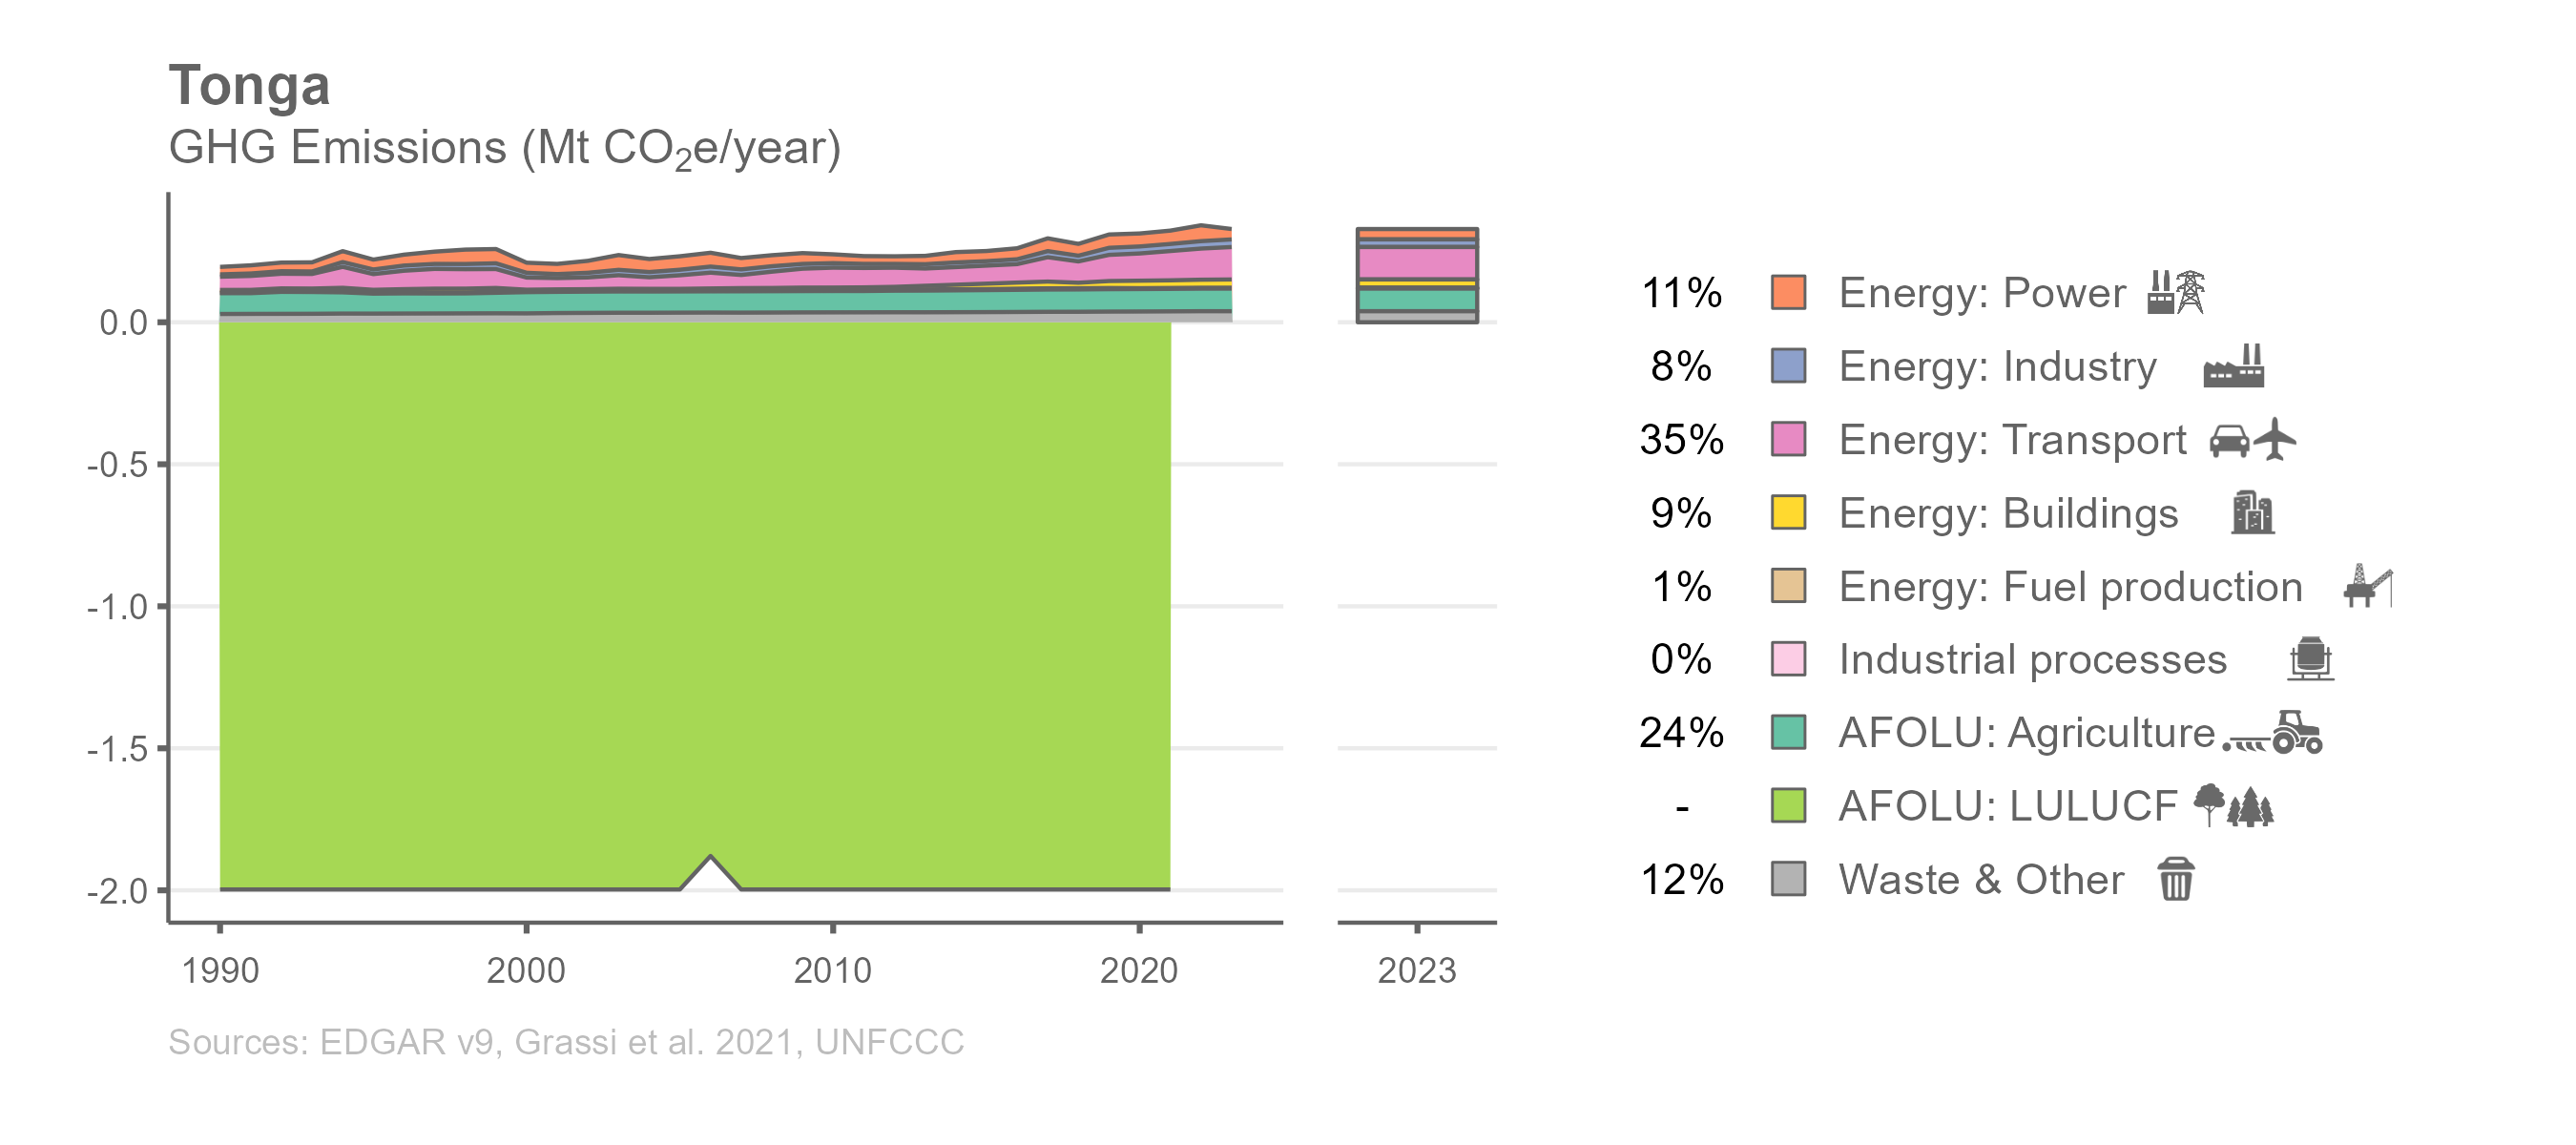 Tonga
GHG Emissions (Mt CO₂e/year)
0.0
-0.5
-1.0
-1.5
-2.0
1990
2000
2010
2020
2023
11% Energy: Power
8% Energy: Industry
35% Energy: Transport
9% Energy: Buildings
1% Energy: Fuel production
0% Industrial processes
24% AFOLU: Agriculture
- AFOLU: LULUCF
12% Waste & Other
Sources: EDGAR v9, Grassi et al. 2021, UNFCCC